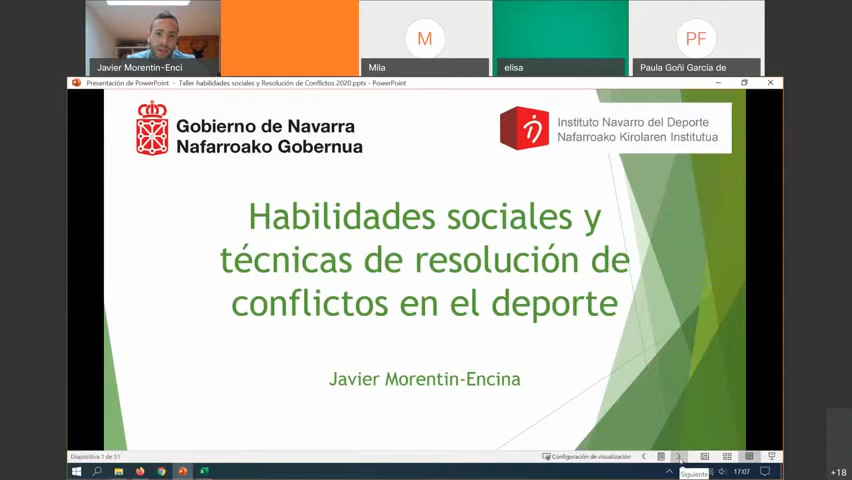 M
PF
Javier Morentin-Enci
Mila
elisa
Paula Goñi García de
Presentación de PowerPoint - Taller habilidades sociales y Resolución de Conflictos 2020.pptx - PowerPoint
Gobierno de Navarra
Nafarroako Gobernua
Instituto Navarro del Deporte
Nafarroako Kirolaren Institutua
Habilidades sociales y
técnicas de resolución de
conflictos en el deporte
Javier Morentin-Encina
Diapositiva 1 de 51
Configuración de visualización
Siguiente
17:07
+18